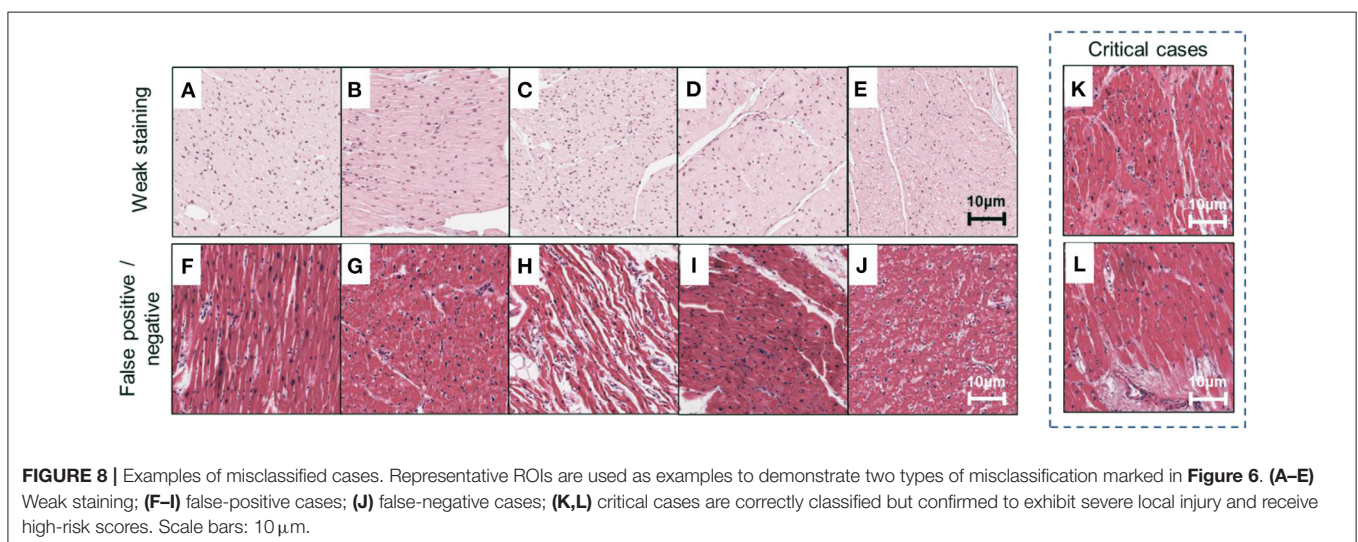 Critical cases
Weak staining
A
B
C
D
E
10μm
K
10μm
False positive /
negative
F
G
H
I
J
10μm
L
10μm
FIGURE 8 | Examples of misclassified cases. Representative ROIs are used as examples to demonstrate two types of misclassification marked in Figure 6. (A–E)
Weak staining; (F–I) false-positive cases; (J) false-negative cases; (K,L) critical cases are correctly classified but confirmed to exhibit severe local injury and receive
high-risk scores. Scale bars: 10 μm.